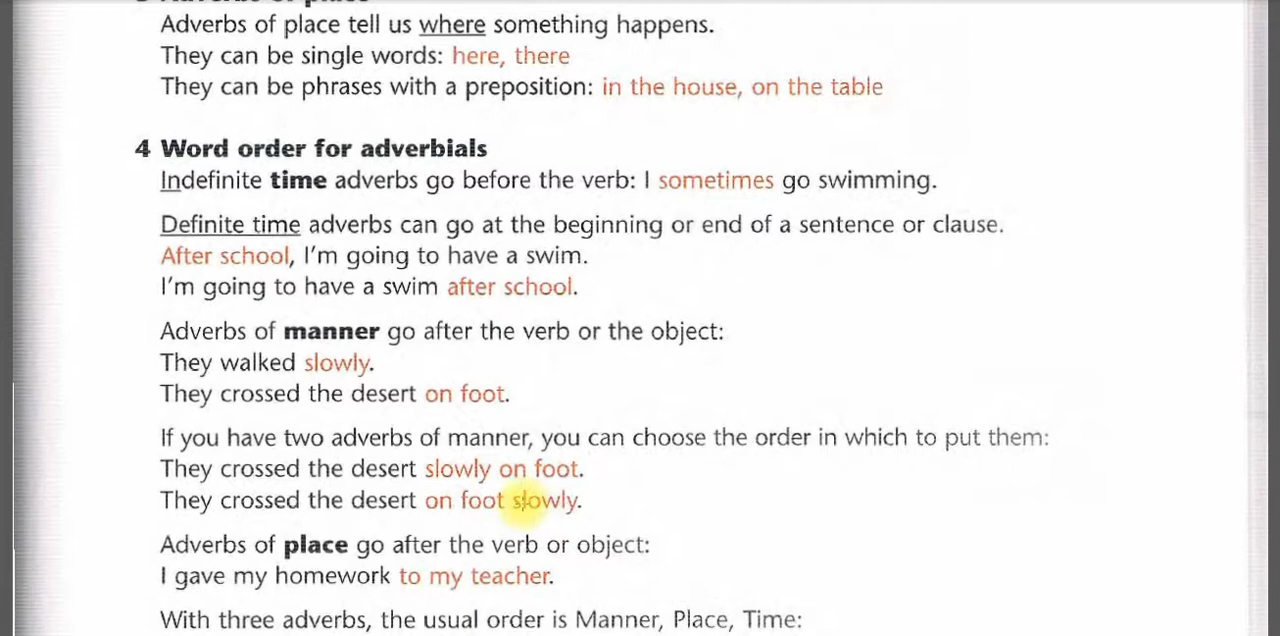 Adverbs of place tell us where something happens.
They can be single words: here, there
They can be phrases with a preposition: in the house, on the table
4 Word order for adverbials
Indefinite time adverbs go before the verb: I sometimes go swimming.
Definite time adverbs can go at the beginning or end of a sentence or clause.
After school, I'm going to have a swim.
I'm going to have a swim after school.
Adverbs of manner go after the verb or the object:
They walked slowly.
They crossed the desert on foot.
If you have two adverbs of manner, you can choose the order in which to put them:
They crossed the desert slowly on foot.
They crossed the desert on foot slowly.
Adverbs of place go after the verb or object:
I gave my homework to my teacher.
With three adverbs, the usual order is Manner, Place, Time: